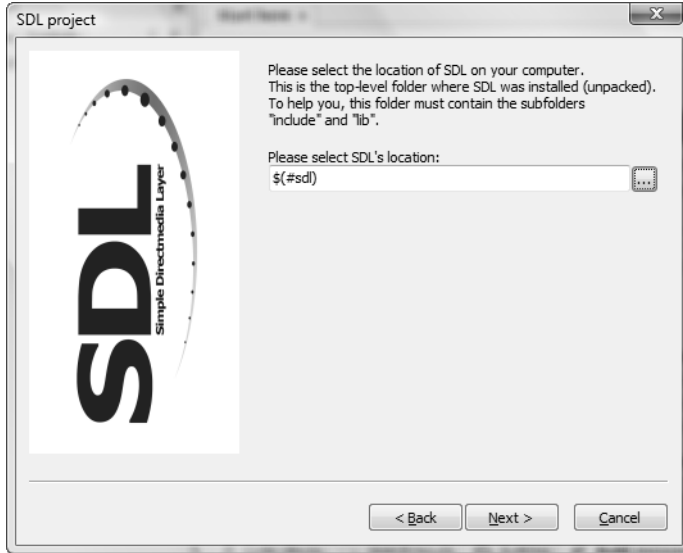 SDL project
X
SDL
Simple Directmedia Layer
Please select the location of SDL on your computer.
This is the top-level folder where SDL was installed (unpacked).
To help you, this folder must contain the subfolders
"include" and "lib".
Please select SDL's location:
$(#sdl)
...
< Back
Next >
Cancel